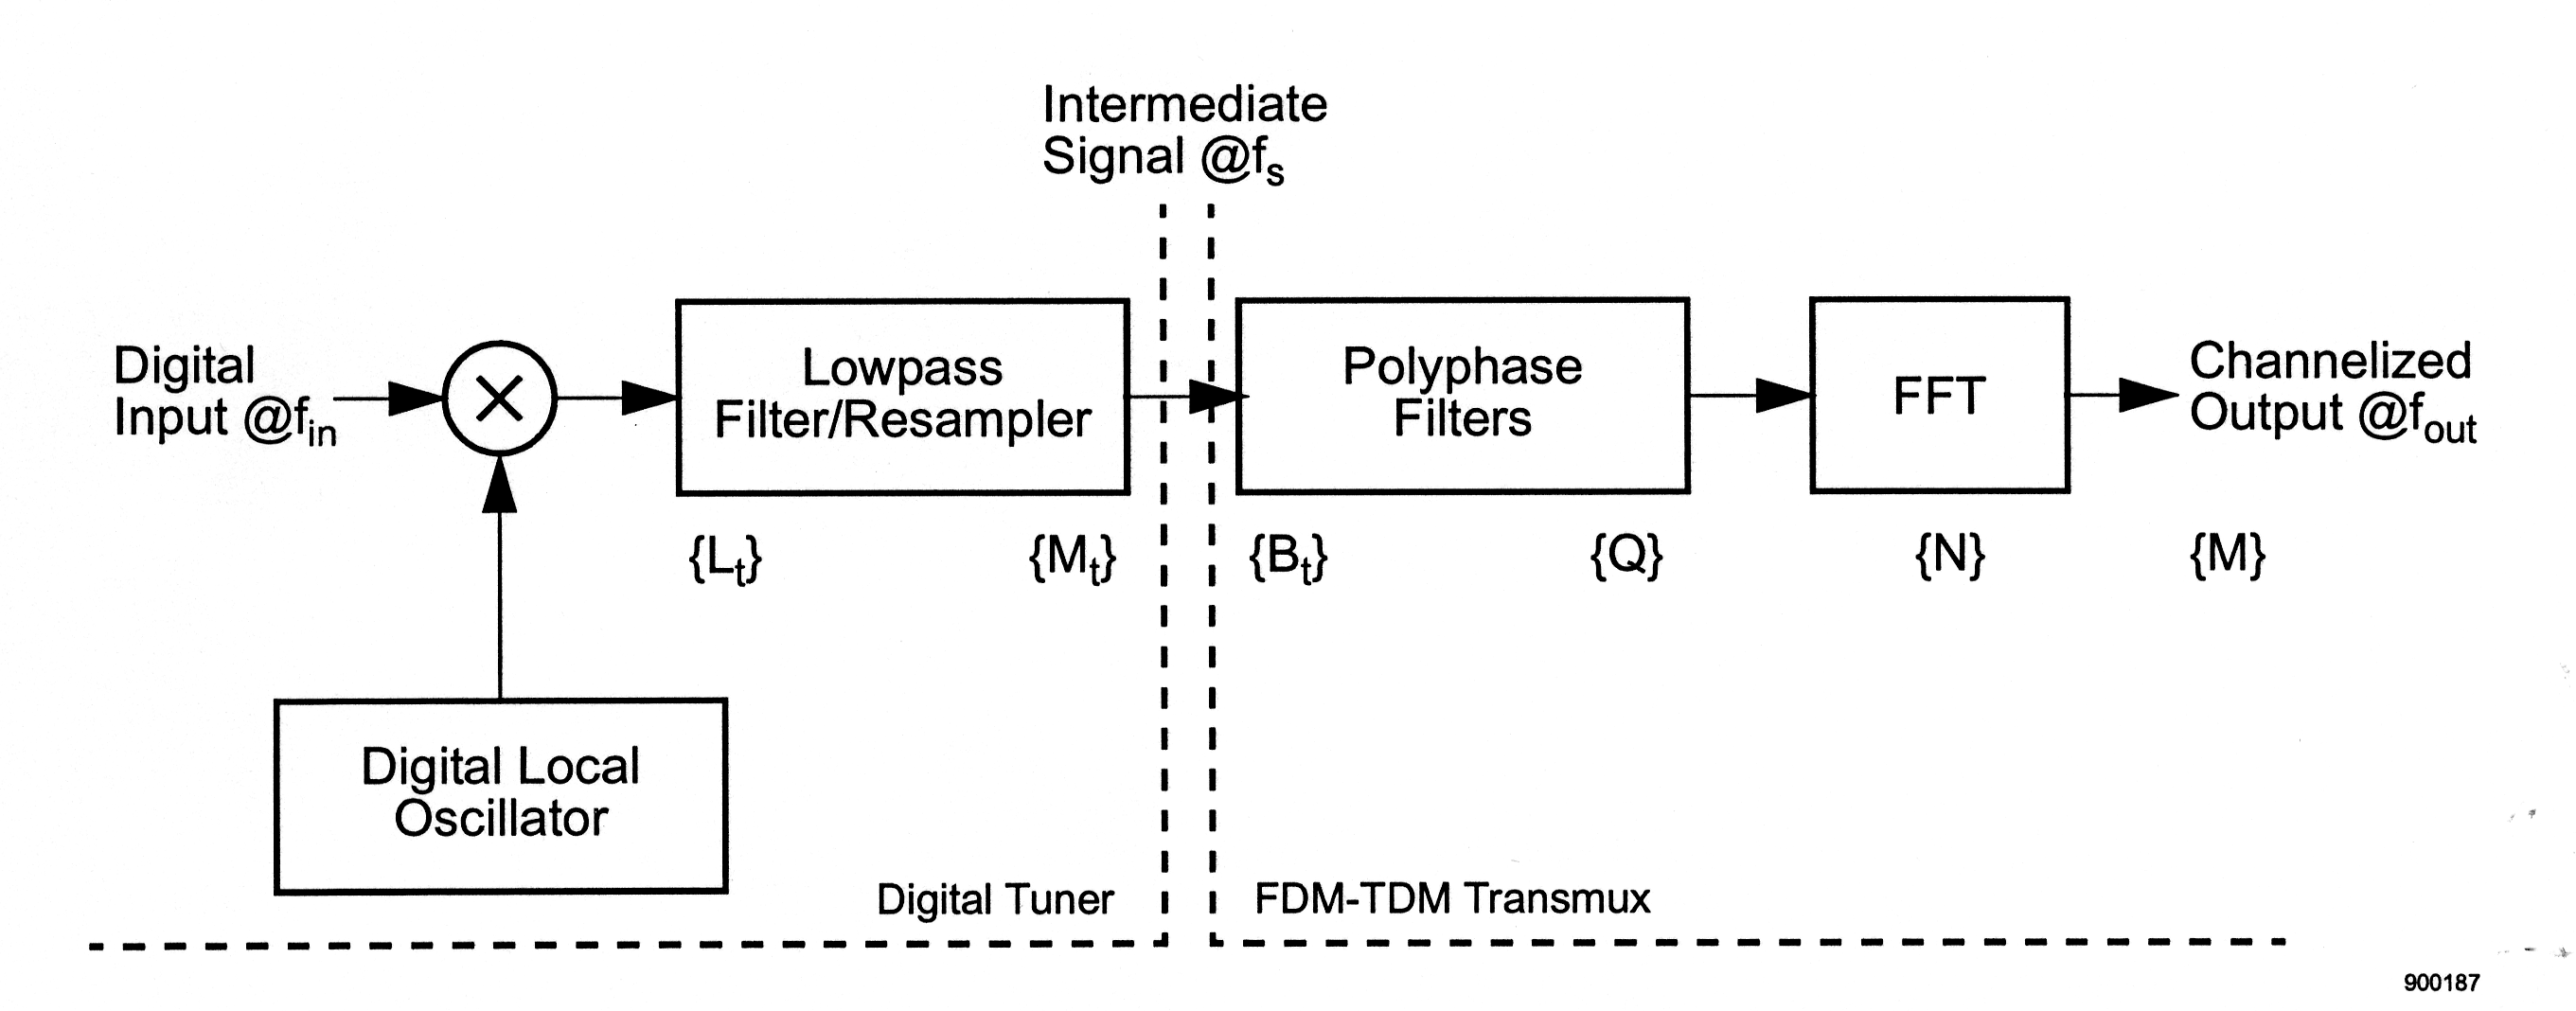 Intermediate
Signal @fs
Digital
Input @fin
Lowpass
Filter/Resampler
Polyphase
Filters
FFT
Channelized
Output @fout
{Lt}
{Mt}
{Bt}
{Q}
{N}
{M}
Digital Local
Oscillator
Digital Tuner
FDM-TDM Transmux
900187